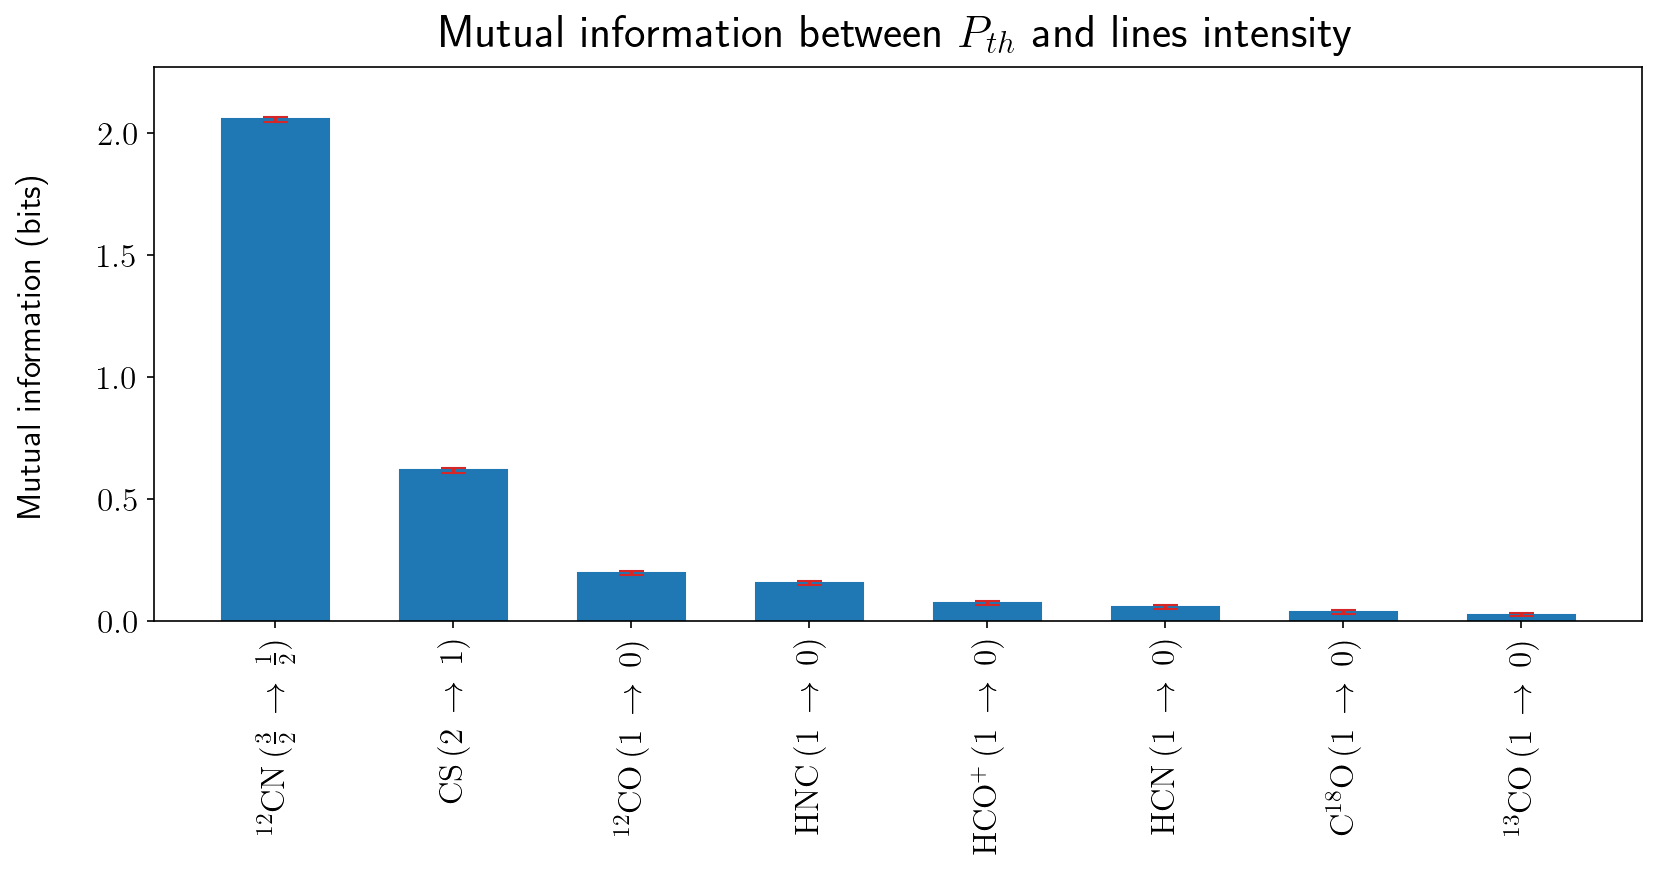 Mutual information between P_{th} and lines intensity
Mutual information (bits)
2.0
1.5
1.0
0.5
0.0
¹²CN (3/2 → 1/2)
CS (2 → 1)
¹²CO (1 → 0)
HNC (1 → 0)
HCO⁺ (1 → 0)
HCN (1 → 0)
C¹⁸O (1 → 0)
¹³CO (1 → 0)